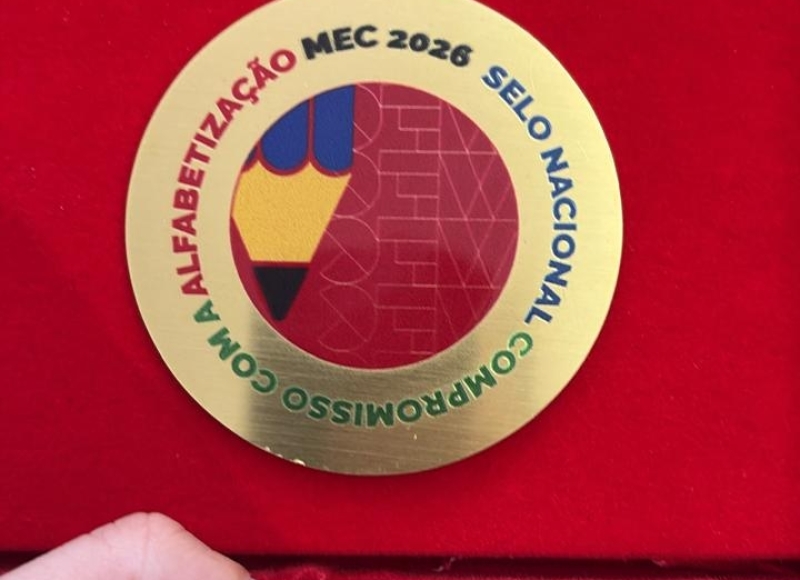 SELO NACIONAL COMPROMISSO COM A ALFABETIZAÇÃO
MEC 2026